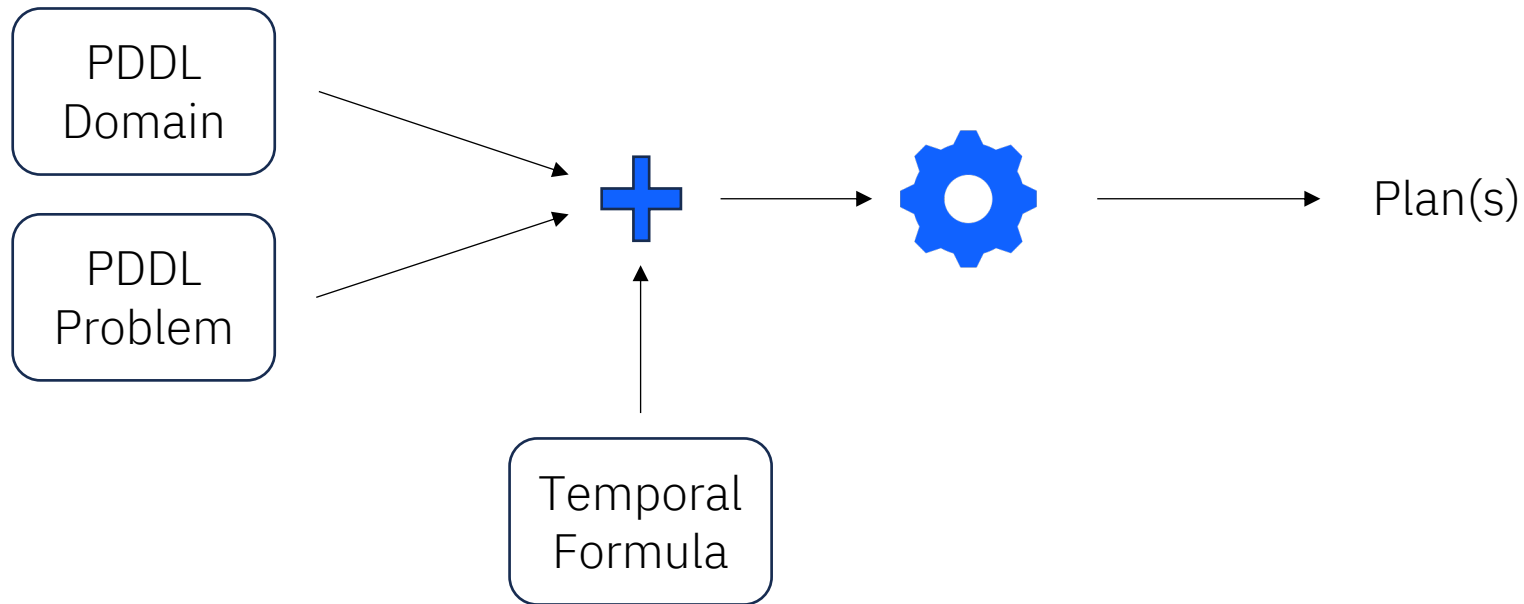 PDDL
Domain
PDDL
Problem
Plan(s)
Temporal
Formula